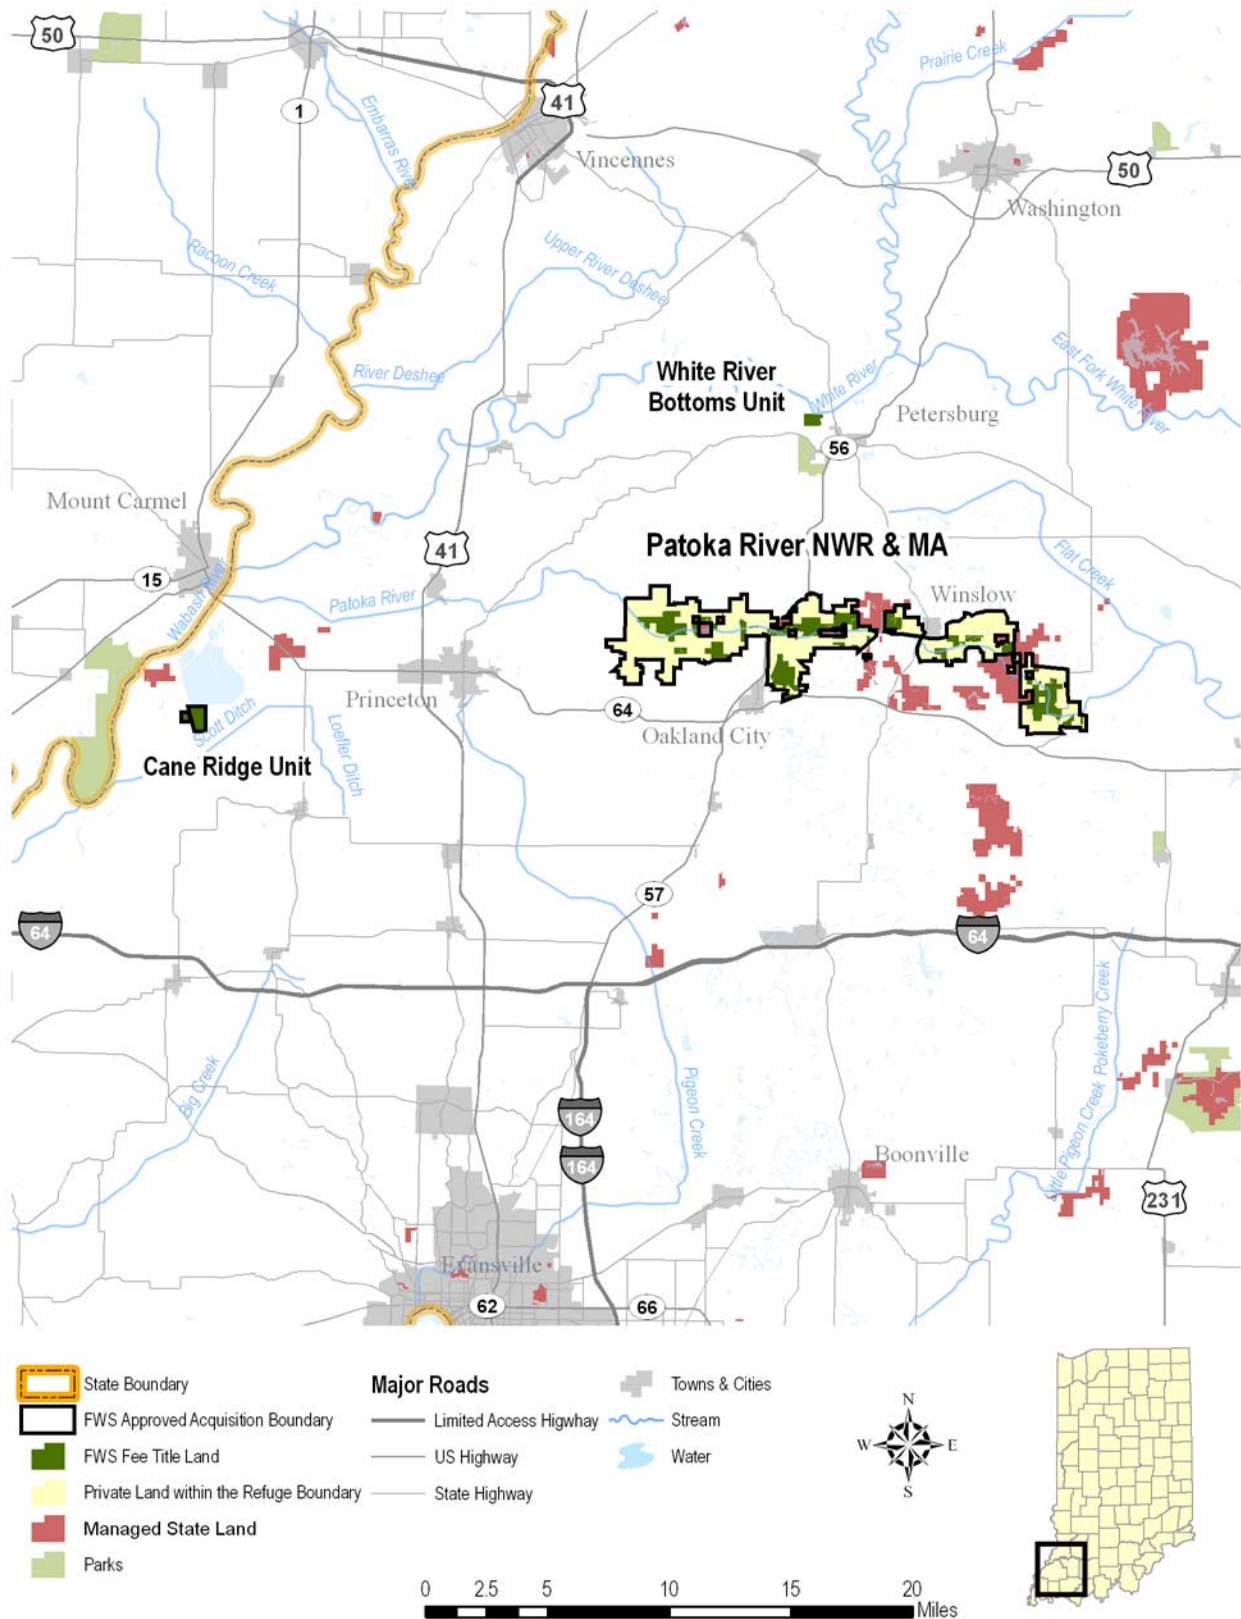 50
Prairie Creek
1
41
Embarras River
Vincennes
50
Washington
Racoon Creek
Upper River Deshee
East Fork White River
River Deshee
White River
Bottoms Unit
White River
Petersburg
56
Mount Carmel
41
Patoka River NWR & MA
Flat Creek
15
Wabash River
Patoka River
Winslow
Princeton
64
Scott Ditch
Oakland City
Loefler Ditch
Cane Ridge Unit
57
64
64
Little Pigeon Creek
Pokeberry Creek
Big Creek
Pigeon Creek
164
164
Boonville
231
Evansville
62
66
State Boundary
FWS Approved Acquisition Boundary
FWS Fee Title Land
Private Land within the Refuge Boundary
Managed State Land
Parks
Major Roads
Limited Access Higwhay
US Highway
State Highway
Towns & Cities
Stream
Water
N
W
E
S
0 2.5 5 10 15 20
Miles